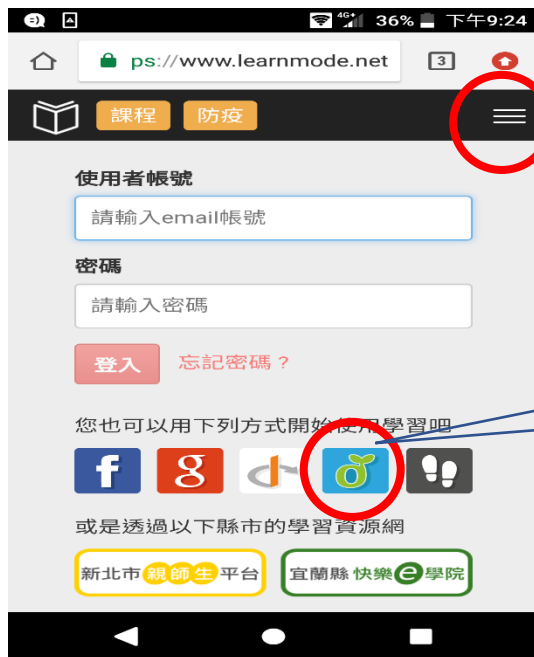 46+ 36% 下午9:24
ps://www.learnmode.net 3
課程 防疫
使用者帳號
請輸入email帳號
密碼
請輸入密碼
登入 忘記密碼？
您也可以用下列方式開始使用學習吧
或是透過以下縣市的學習資源網
新北市親師生平台 宜蘭縣快樂e學院